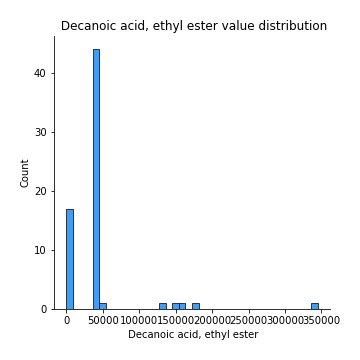 Decanoic acid, ethyl ester value distribution
40
30
20
10
0
Count
0 50000 100000 150000 200000 250000 300000 350000
Decanoic acid, ethyl ester